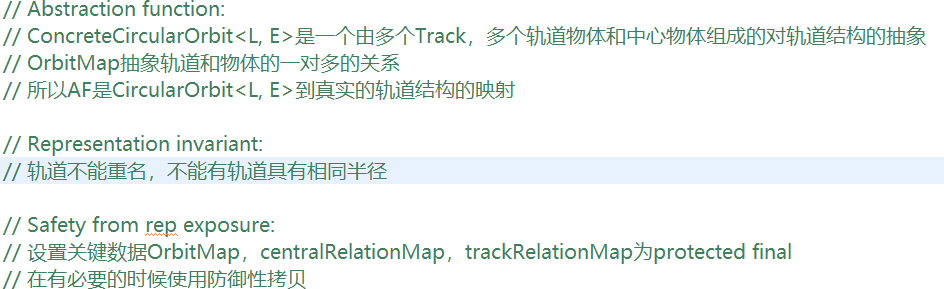 // Abstraction function:
// ConcreteCircularOrbit<L, E>是一个由多个Track，多个轨道物体和中心物体组成的对轨道结构的抽象
// OrbitMap抽象轨道和物体的一对多的关系
// 所以AF是CircularOrbit<L, E>到真实的轨道结构的映射
// Representation invariant:
// 轨道不能重名，不能有轨道具有相同半径
// Safety from rep exposure:
// 设置关键数据OrbitMap，centralRelationMap，trackRelationMap为protected final
// 在有必要的时候使用防御性拷贝